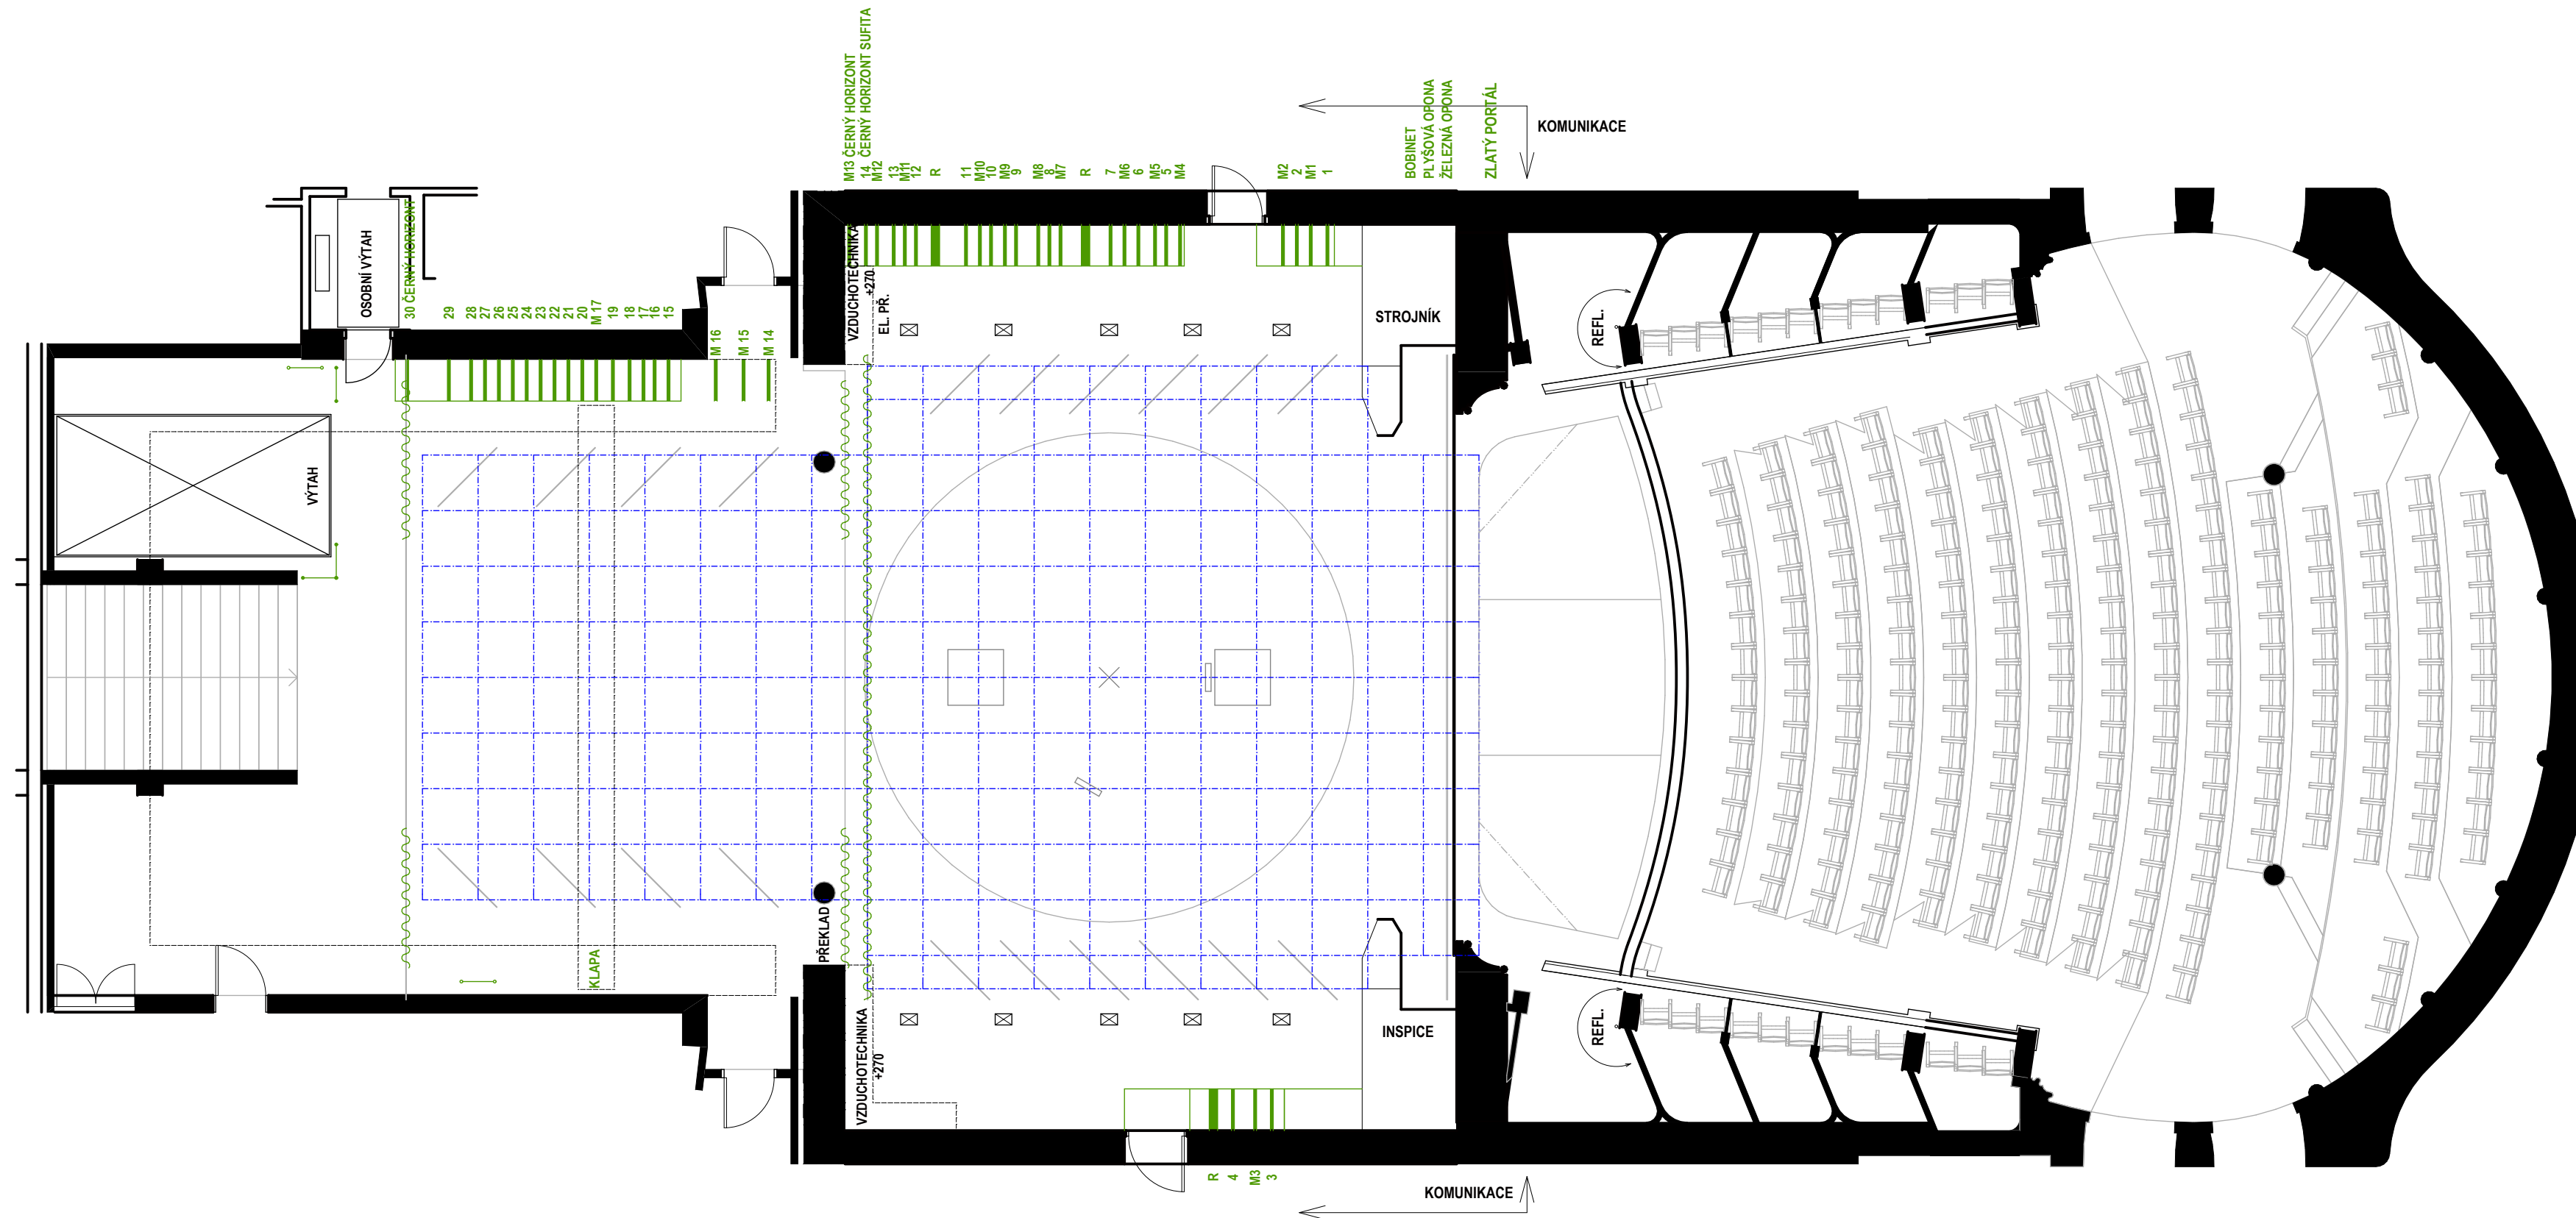 M13 ČERNÝ HORIZONT
14 ČERNÝ HORIZONT SUFITA
M12
13
M11
12
R
11
M10
10
M9
9
M8
8
M7
R
7
M6
6
M5
5
M4
M2
2
M1
1
BOBINET
PLYŠOVÁ OPONA
ŽELEZNÁ OPONA
ZLATÝ PORTÁL
KOMUNIKACE
OSOBNÍ VÝTAH
30 ČERNÝ HORIZONT
29
28
27
26
25
24
23
22
21
20
M 17
19
18
17
16
15
M 16
M 15
M 14
VZDUCHOTECHNIKA
+270
EL. PŘ.
STROJNÍK
REFL.
VÝTAH
PŘEKLAD
KLAPA
VZDUCHOTECHNIKA
+270
INSPICE
REFL.
R
4
M3
3
KOMUNIKACE